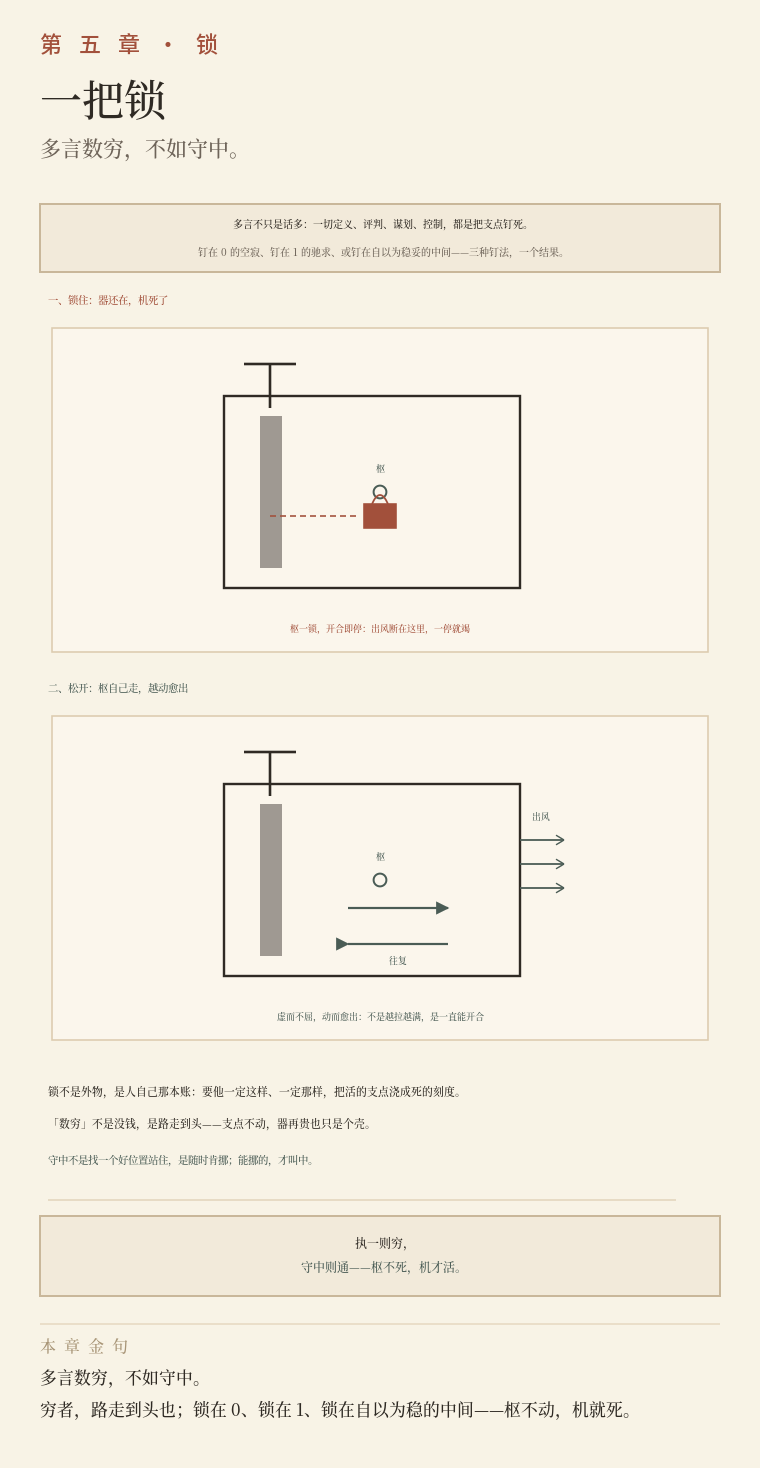 第五章·锁
一把锁
多言数穷，不如守中。
多言不只是话多：一切定义、评判、谋划、控制，都是把支点钉死。
钉在 0 的空寂、钉在 1 的驰求、或钉在自以为稳妥的中间——三种钉法，一个结果。
一、锁住：器还在，机死了
枢
枢一锁，开合即停：出风断在这里，一停就竭
二、松开：枢自己走，越动愈出
出风
枢
往复
虚而不屈，动而愈出：不是越拉越满，是一直能开合
锁不是外物，是人自己那本账：要他一定这样、一定那样，把活的支点浇成死的刻度。
「数穷」不是没钱，是路走到头——支点不动，器再贵也只是个壳。
守中不是找一个好位置站住，是随时肯挪；能挪的，才叫中。
执一则穷，
守中则通——枢不死，机才活。
本章金句
多言数穷，不如守中。
穷者，路走到头也；锁在 0、锁在 1、锁在自以为稳的中间——枢不动，机就死。